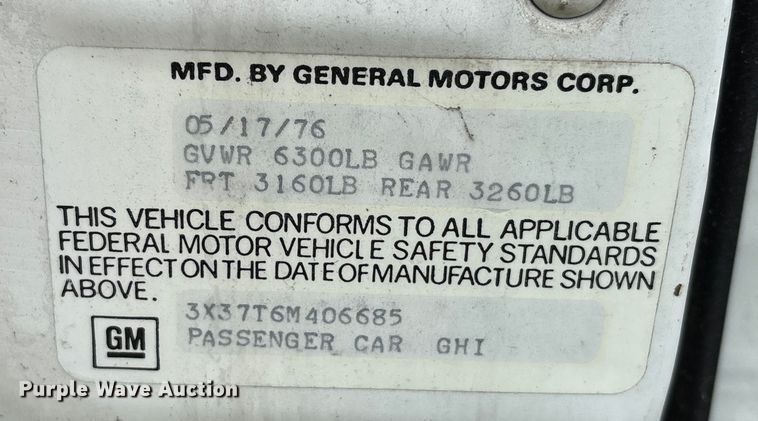 MFD. BY GENERAL MOTORS CORP.
05/17/76
GVWR 6300LB GAWR
FRT 3160LB REAR 3260LB
THIS VEHICLE CONFORMS TO ALL APPLICABLE
FEDERAL MOTOR VEHICLE SAFETY STANDARDS
IN EFFECT ON THE DATE OF MANUFACTURE SHOWN
ABOVE.
3X37T6M406685
PASSENGER CAR GHI
GM
Purple Wave Auction